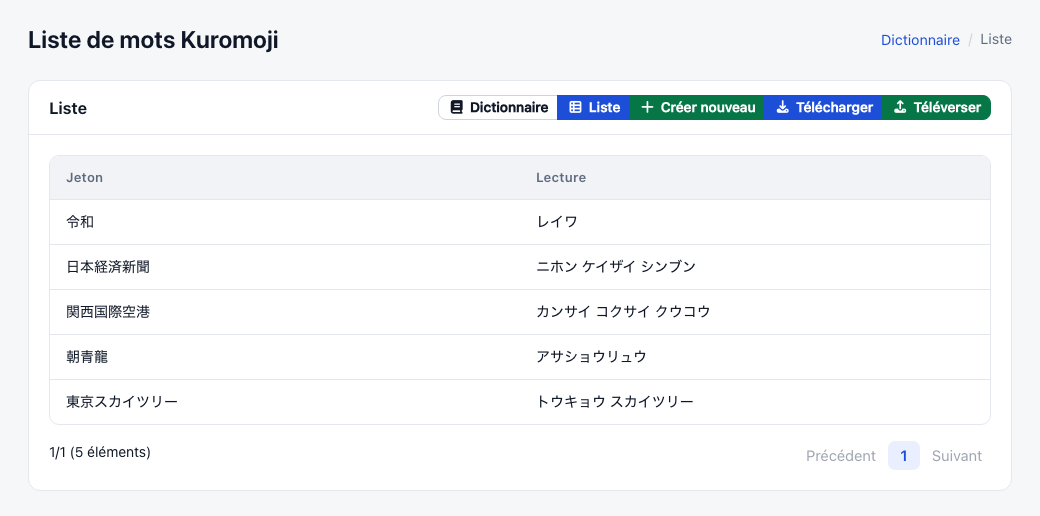 Liste de mots Kuromoji
Dictionnaire / Liste
Liste
Dictionnaire Liste Créer nouveau Télécharger Téléverser
Jeton Lecture
令和 レイワ
日本経済新聞 ニホン ケイザイ シンブン
関西国際空港 カンサイ コクサイ クウコウ
朝青龍 アサショウリュウ
東京スカイツリー トウキョウ スカイツリー
1/1 (5 éléments)
Précédent 1 Suivant